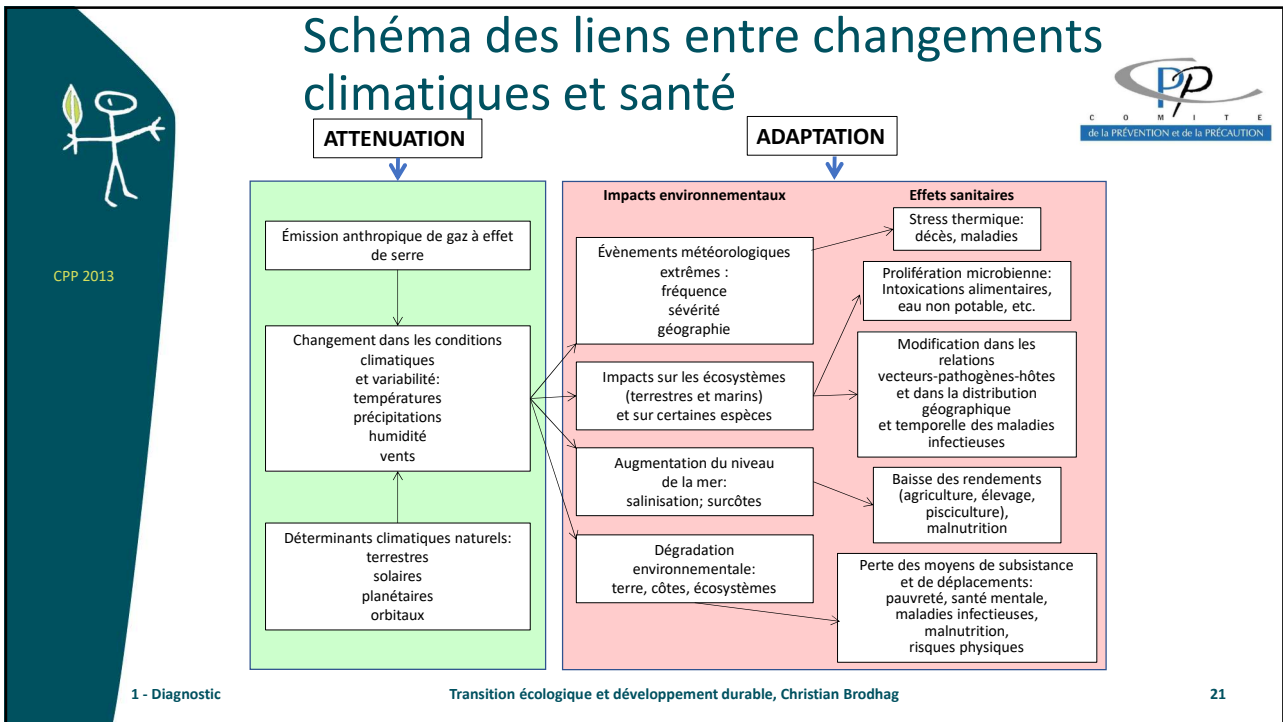 Schéma des liens entre changements
climatiques et santé
PP
COMITE
de la PRÉVENTION et de la PRÉCAUTION
CPP 2013
ATTENUATION
ADAPTATION
Émission anthropique de gaz à effet
de serre
Changement dans les conditions
climatiques
et variabilité:
températures
précipitations
humidité
vents
Déterminants climatiques naturels:
terrestres
solaires
planétaires
orbitaux
Impacts environnementaux
Évènements météorologiques
extrêmes :
fréquence
sévérité
géographie
Impacts sur les écosystèmes
(terrestres et marins)
et sur certaines espèces
Augmentation du niveau
de la mer:
salinisation; surcôtes
Dégradation
environnementale:
terre, côtes, écosystèmes
Effets sanitaires
Stress thermique:
décès, maladies
Prolifération microbienne:
Intoxications alimentaires,
eau non potable, etc.
Modification dans les
relations
vecteurs-pathogènes-hôtes
et dans la distribution
géographique
et temporelle des maladies
infectieuses
Baisse des rendements
(agriculture, élevage,
pisciculture),
malnutrition
Perte des moyens de subsistance
et de déplacements:
pauvreté, santé mentale,
maladies infectieuses,
malnutrition,
risques physiques
1 - Diagnostic
Transition écologique et développement durable, Christian Brodhag
21